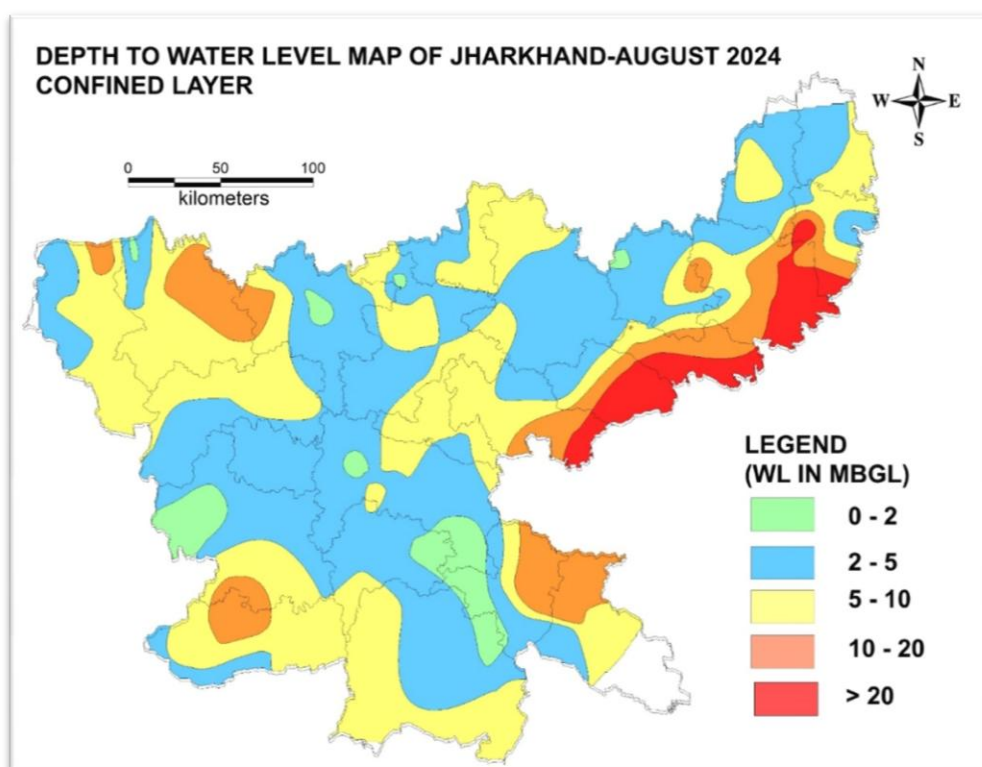 DEPTH TO WATER LEVEL MAP OF JHARKHAND-AUGUST 2024
CONFINED LAYER
N
W E
S
0 50 100
kilometers
LEGEND
(WL IN MBGL)
0 - 2
2 - 5
5 - 10
10 - 20
> 20